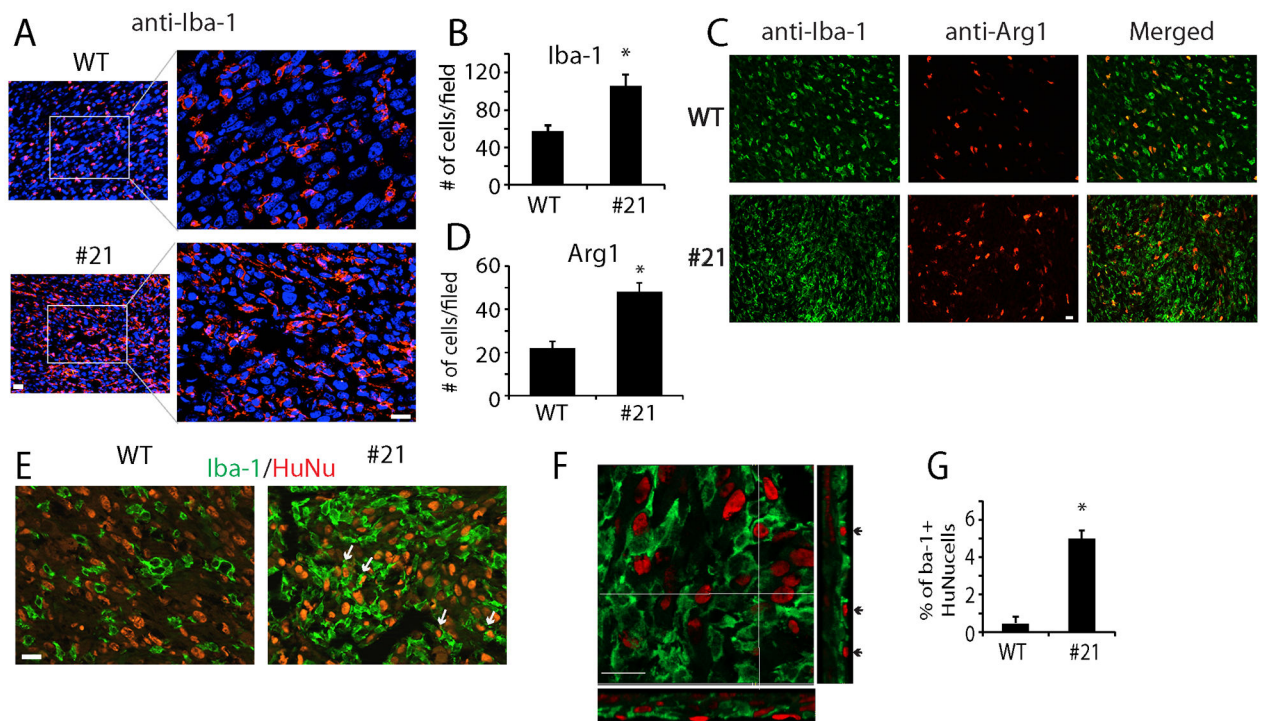 A
anti-Iba-1
WT
#21
B
Iba-1
*
# of cells/field
120
80
40
0
WT
#21
C
anti-Iba-1
anti-Arg1
Merged
WT
#21
D
Arg1
*
# of cells/filed
60
40
20
0
WT
#21
E
WT
Iba-1/HuNu
#21
F
G
*
% of ba-1+
HuNucells
6
4
2
0
WT
#21